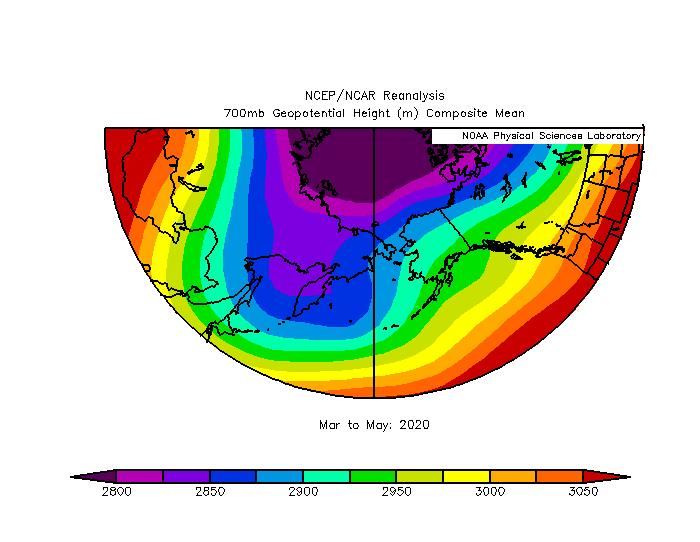 NCEP/NCAR Reanalysis
700mb Geopotential Height (m) Composite Mean
NOAA Physical Sciences Laboratory
Mar to May: 2020
2800 2850 2900 2950 3000 3050